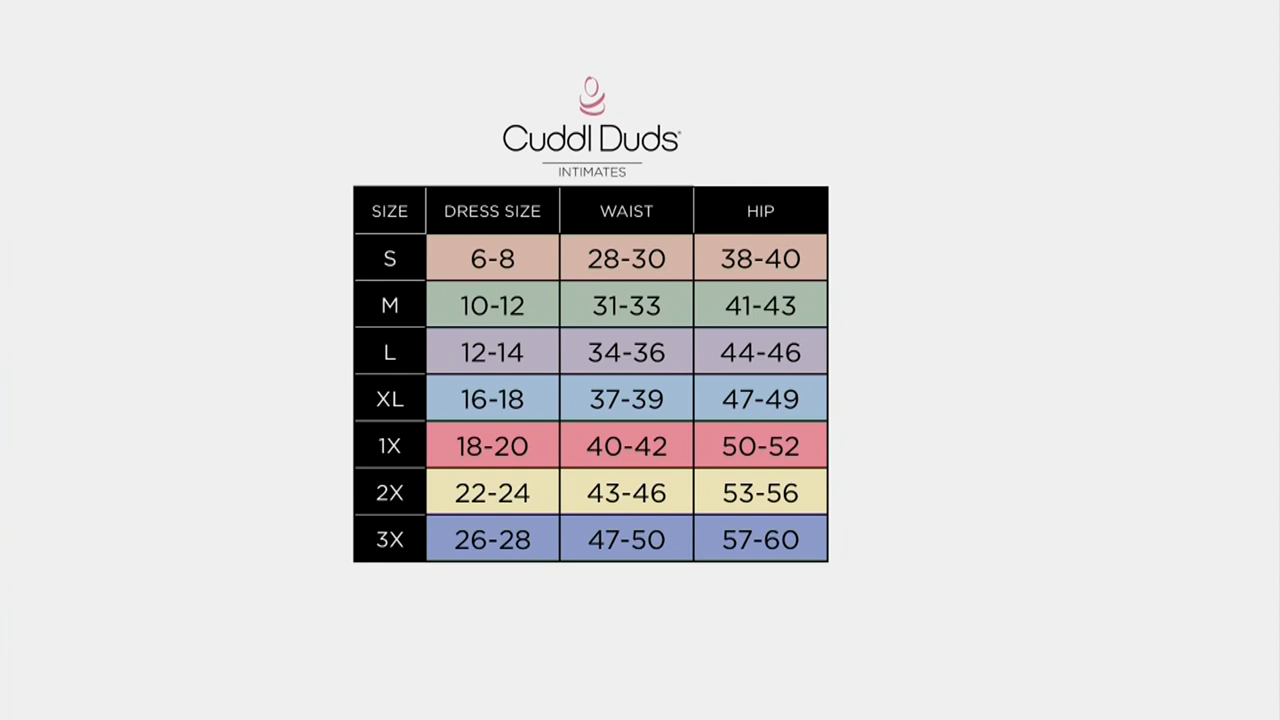 Cuddl Duds®
INTIMATES
SIZE DRESS SIZE WAIST HIP
S 6-8 28-30 38-40
M 10-12 31-33 41-43
L 12-14 34-36 44-46
XL 16-18 37-39 47-49
1X 18-20 40-42 50-52
2X 22-24 43-46 53-56
3X 26-28 47-50 57-60